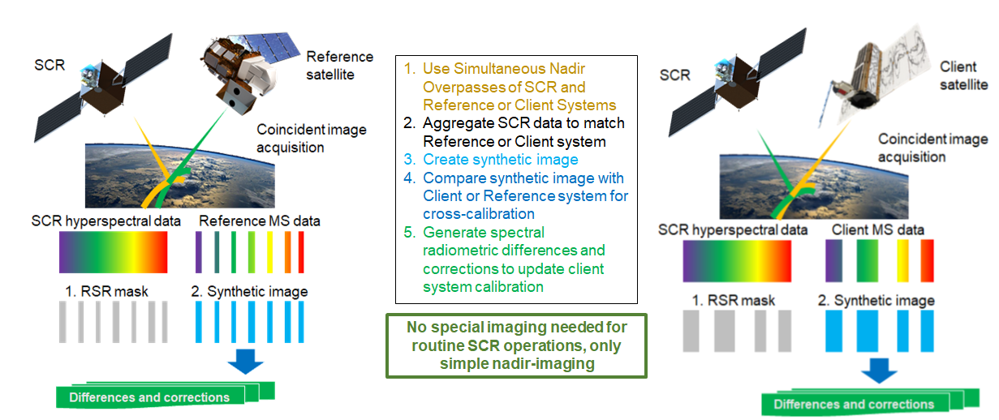 SCR
Reference
satellite
Coincident image
acquisition
SCR hyperspectral data
Reference MS data
1. RSR mask
2. Synthetic image
Differences and corrections
1. Use Simultaneous Nadir
Overpasses of SCR and
Reference or Client Systems
2. Aggregate SCR data to match
Reference or Client system
3. Create synthetic image
4. Compare synthetic image with
Client or Reference system for
cross-calibration
5. Generate spectral
radiometric differences and
corrections to update client
system calibration
No special imaging needed for
routine SCR operations, only
simple nadir-imaging
SCR
Client
satellite
Coincident image
acquisition
SCR hyperspectral data
Client MS data
1. RSR mask
2. Synthetic image
Differences and corrections